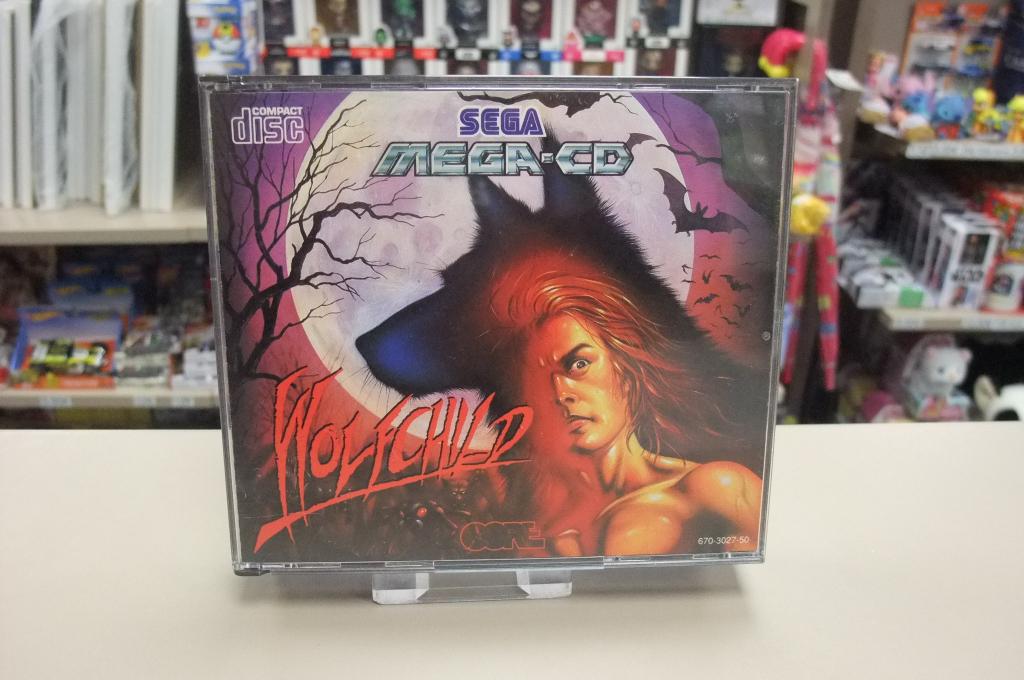 COMPACT
disc
SEGA
MEGA-CD
WOLFCHILD
CORE
670-3027-50